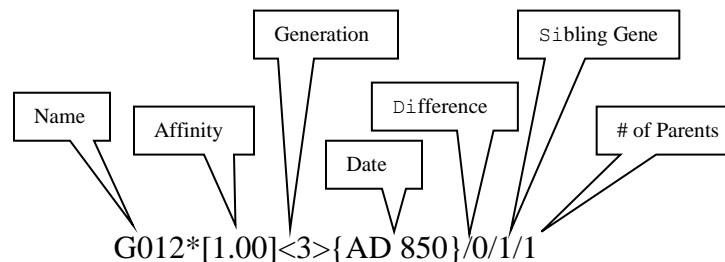 Generation
Sibling Gene
Name
Affinity
Difference
# of Parents
Date
G012*[1.00]<3>{AD 850}/0/1/1